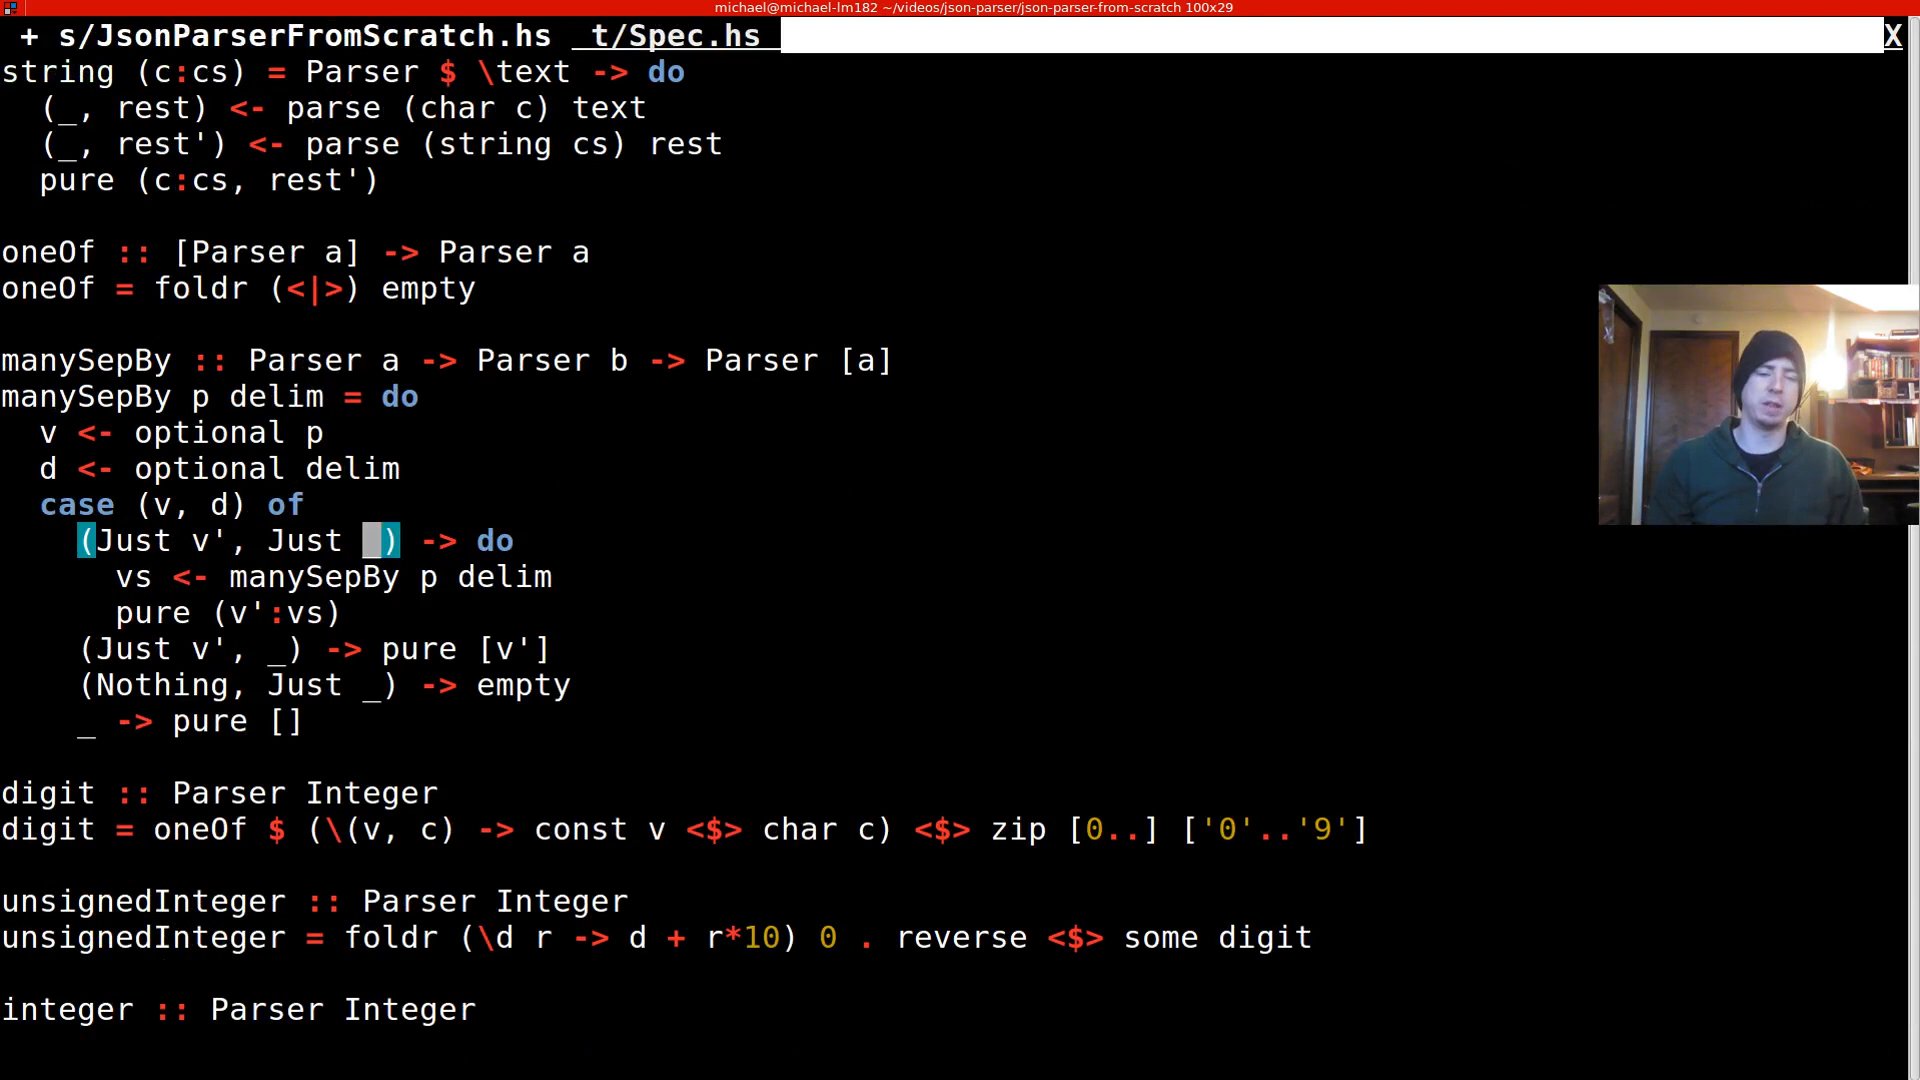 michael@michael-lm182 ~/videos/json-parser/json-parser-from-scratch 100x29
+ s/JsonParserFromScratch.hs  t/Spec.hs X
string (c:cs) = Parser $ \text -> do
  (_, rest) <- parse (char c) text
  (_, rest') <- parse (string cs) rest
  pure (c:cs, rest')
oneOf :: [Parser a] -> Parser a
oneOf = foldr (<|>) empty
manySepBy :: Parser a -> Parser b -> Parser [a]
manySepBy p delim = do
  v <- optional p
  d <- optional delim
  case (v, d) of
    (Just v', Just _) -> do
      vs <- manySepBy p delim
      pure (v':vs)
    (Just v', _) -> pure [v']
    (Nothing, Just _) -> empty
    _ -> pure []
digit :: Parser Integer
digit = oneOf $ (\(v, c) -> const v <$> char c) <$> zip [0..] ['0'..'9']
unsignedInteger :: Parser Integer
unsignedInteger = foldr (\d r -> d + r*10) 0 . reverse <$> some digit
integer :: Parser Integer